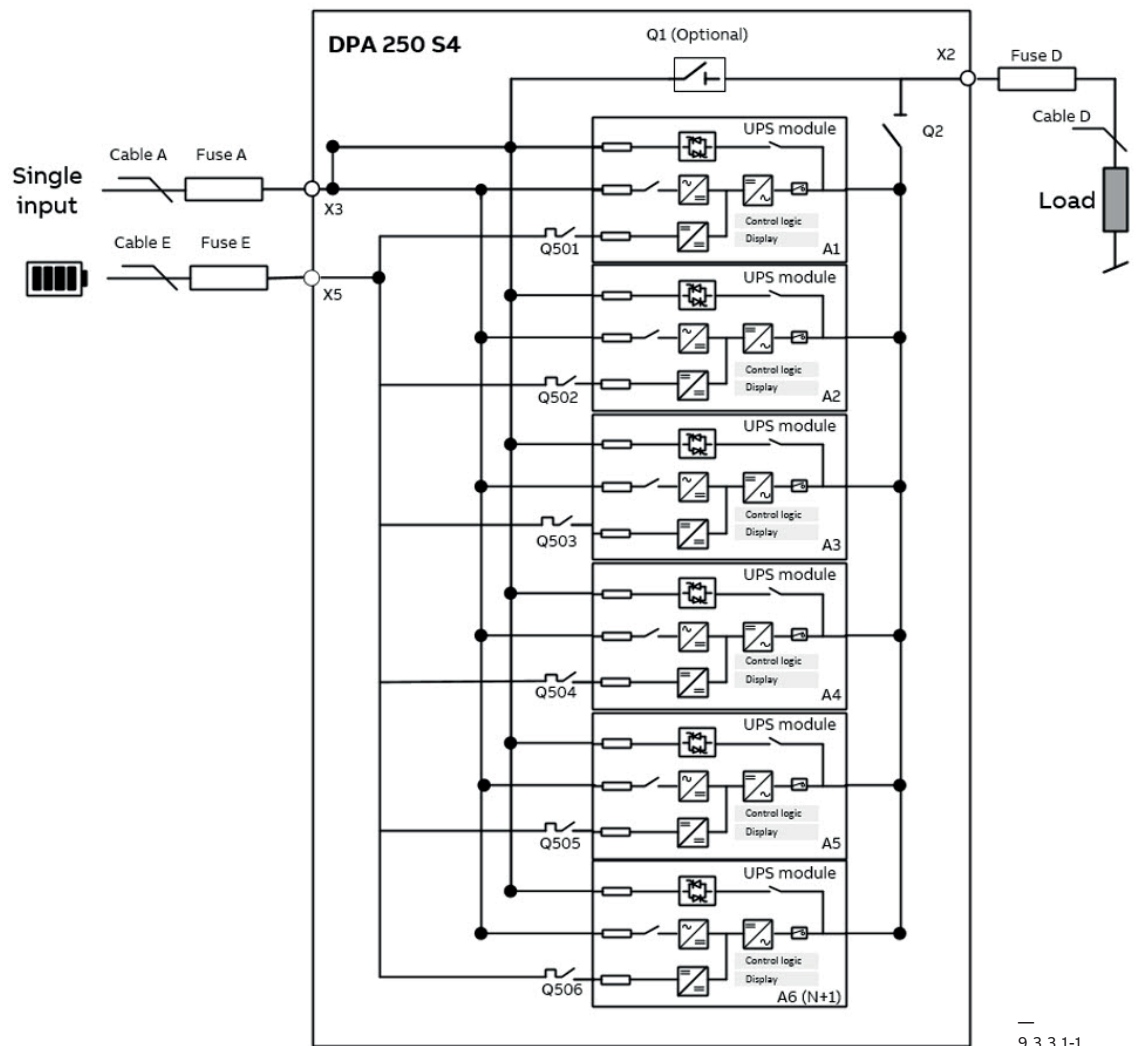 DPA 250 S4
Q1 (Optional)
X2
Fuse D
Cable D
Q2
Load
Single
input
Cable A
Fuse A
X3
Cable E
Fuse E
X5
UPS module
Control logic
Display
Q501
A1
UPS module
Control logic
Display
Q502
A2
UPS module
Control logic
Display
Q503
A3
UPS module
Control logic
Display
Q504
A4
UPS module
Control logic
Display
Q505
A5
UPS module
Control logic
Display
Q506
A6 (N+1)
—
9.3.3.1-1